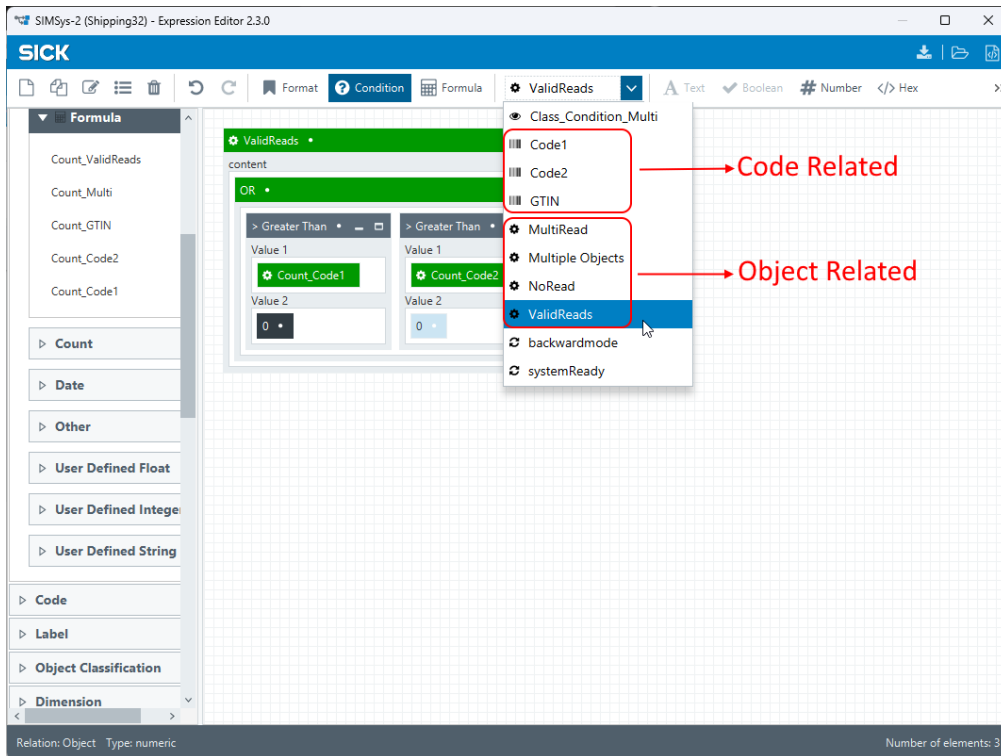 SIMSys-2 (Shipping32) - Expression Editor 2.3.0
SICK
Format
Condition
Formula
ValidReads
Text
Boolean
Number
</> Hex
Formula
Count_ValidReads
Count_Multi
Count_GTIN
Count_Code2
Count_Code1
Count
Date
Other
User Defined Float
User Defined Intege
User Defined String
Code
Label
Object Classification
Dimension
ValidReads •
content
OR •
> Greater Than •
Value 1
Count_Code1
Value 2
0 •
> Greater Than •
Value 1
Count_Code2
Value 2
0 •
Class_Condition_Multi
Code1
Code2
GTIN
MultiRead
Multiple Objects
NoRead
ValidReads
backwardmode
systemReady
Code Related
Object Related
Relation: Object Type: numeric
Number of elements: 3